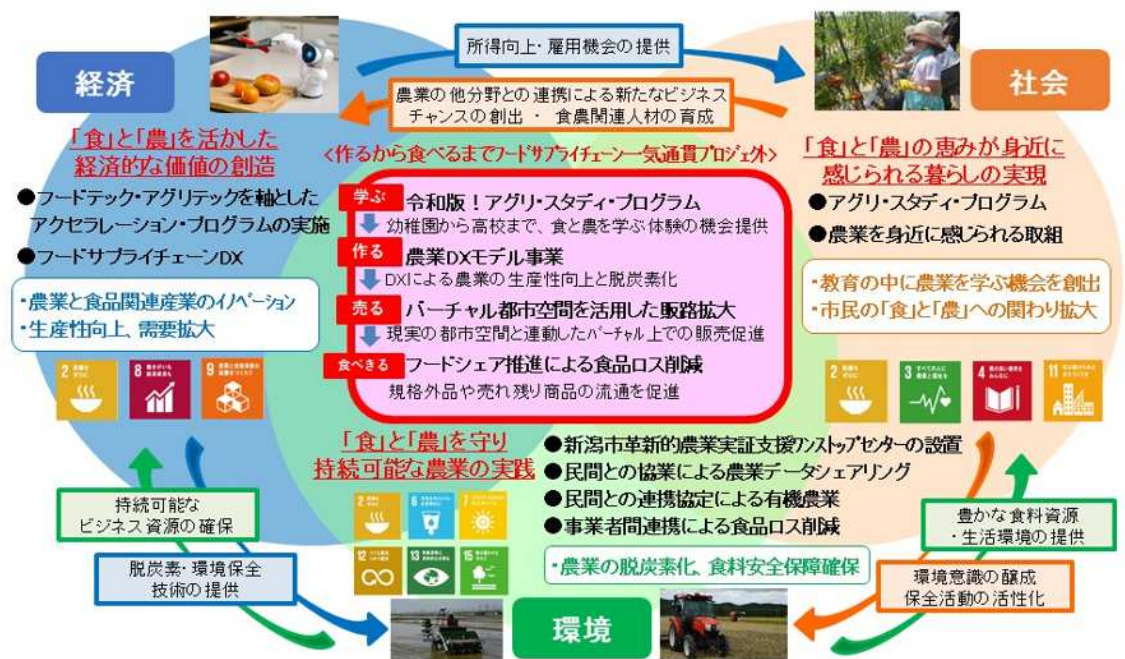 経済
所得向上・雇用機会の提供
社会
農業の他分野との連携による新たなビジネス
チャンスの創出 ・ 食農関連人材の育成
「食」と「農」を活かした
経済的な価値の創造
●フードテック・アグリテックを軸とした
アクセラレーション・プログラムの実施
●フードサプライチェーンDX
・農業と食品関連産業のイノベーション
・生産性向上、需要拡大
2
8
9
<作るから食べるまでフードサプライチェーン一気通貫プロジェクト>
学ぶ 令和版!アグリ・スタディ・プログラム
幼稚園から高校まで、食と農を学ぶ体験の機会提供
作る 農業DXモデル事業
DXによる農業の生産性向上と脱炭素化
売る バーチャル都市空間を活用した販路拡大
現実の都市空間と連動したバーチャル上での販売促進
食べきる フードシェア推進による食品ロス削減
規格外品や売れ残り商品の流通を促進
「食」と「農」の恵みが身近に
感じられる暮らしの実現
●アグリ・スタディ・プログラム
●農業を身近に感じられる取組
・教育の中に農業を学ぶ機会を創出
・市民の「食」と「農」への関わり拡大
2
3
4
11
「食」と「農」を守り
持続可能な農業の実践
2
6
7
12
13
15
●新潟市革新的農業実証支援ワンストップセンターの設置
●民間との協業による農業データシェアリング
●民間との連携協定による有機農業
●事業者間連携による食品ロス削減
・農業の脱炭素化、食料安全保障確保
持続可能な
ビジネス資源の確保
脱炭素・環境保全
技術の提供
豊かな食料資源
・生活環境の提供
環境意識の醸成
保全活動の活性化
環境